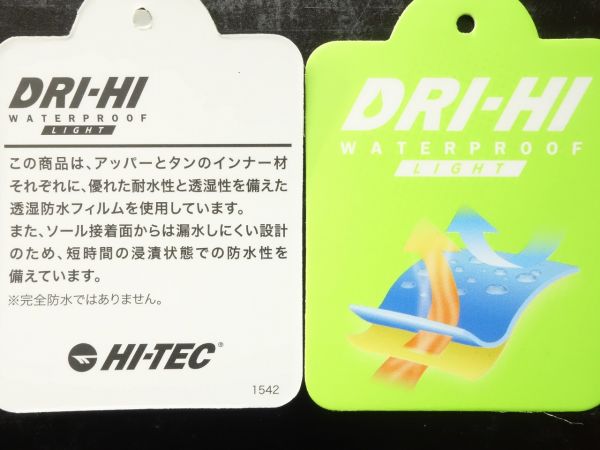 DRI-HI
WATERPROOF
LIGHT
この商品は、アッパーとタンのインナー材
それぞれに、優れた耐水性と透湿性を備えた
透湿防水フィルムを使用しています。
また、ソール接着面からは漏水しにくい設計
のため、短時間の浸漬状態での防水性を
備えています。
※完全防水ではありません。
HI-TEC®
1542
DRI-HI
WATERPROOF
LIGHT